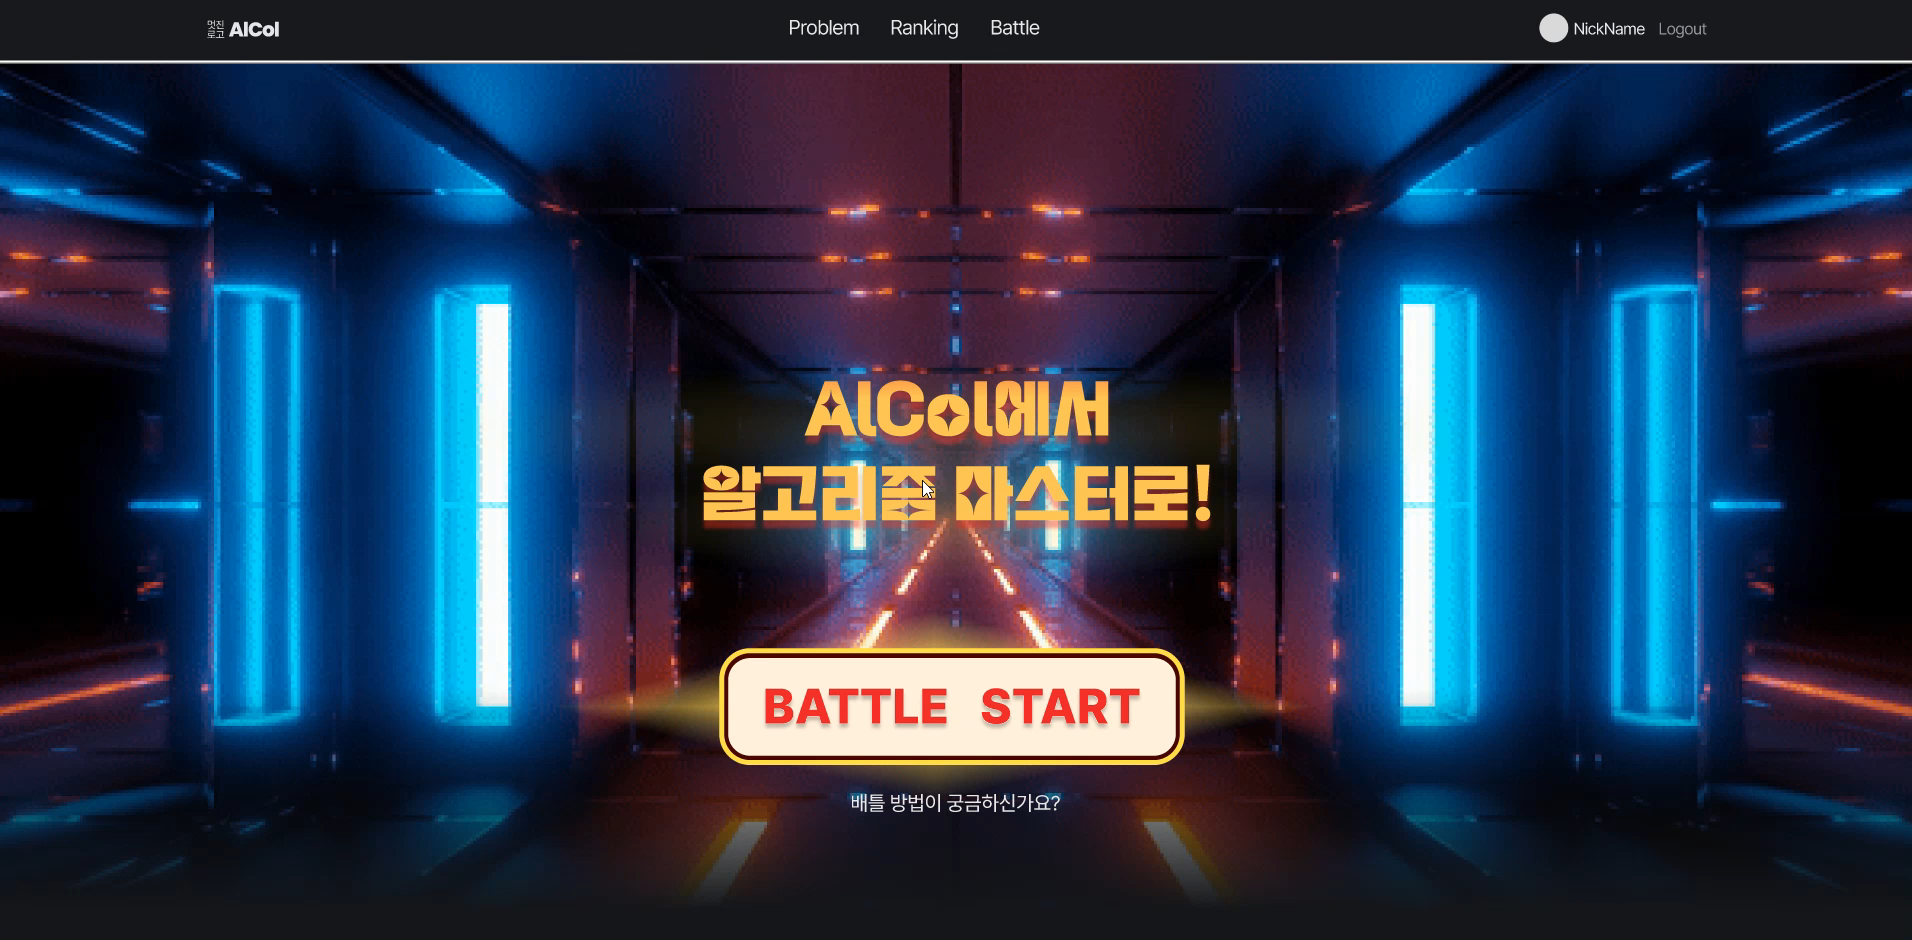 멋진
로고
AlCol
Problem
Ranking
Battle
NickName
Logout
AlCol에서
알고리즘 마스터로!
BATTLE START
배틀 방법이 궁금하신가요?